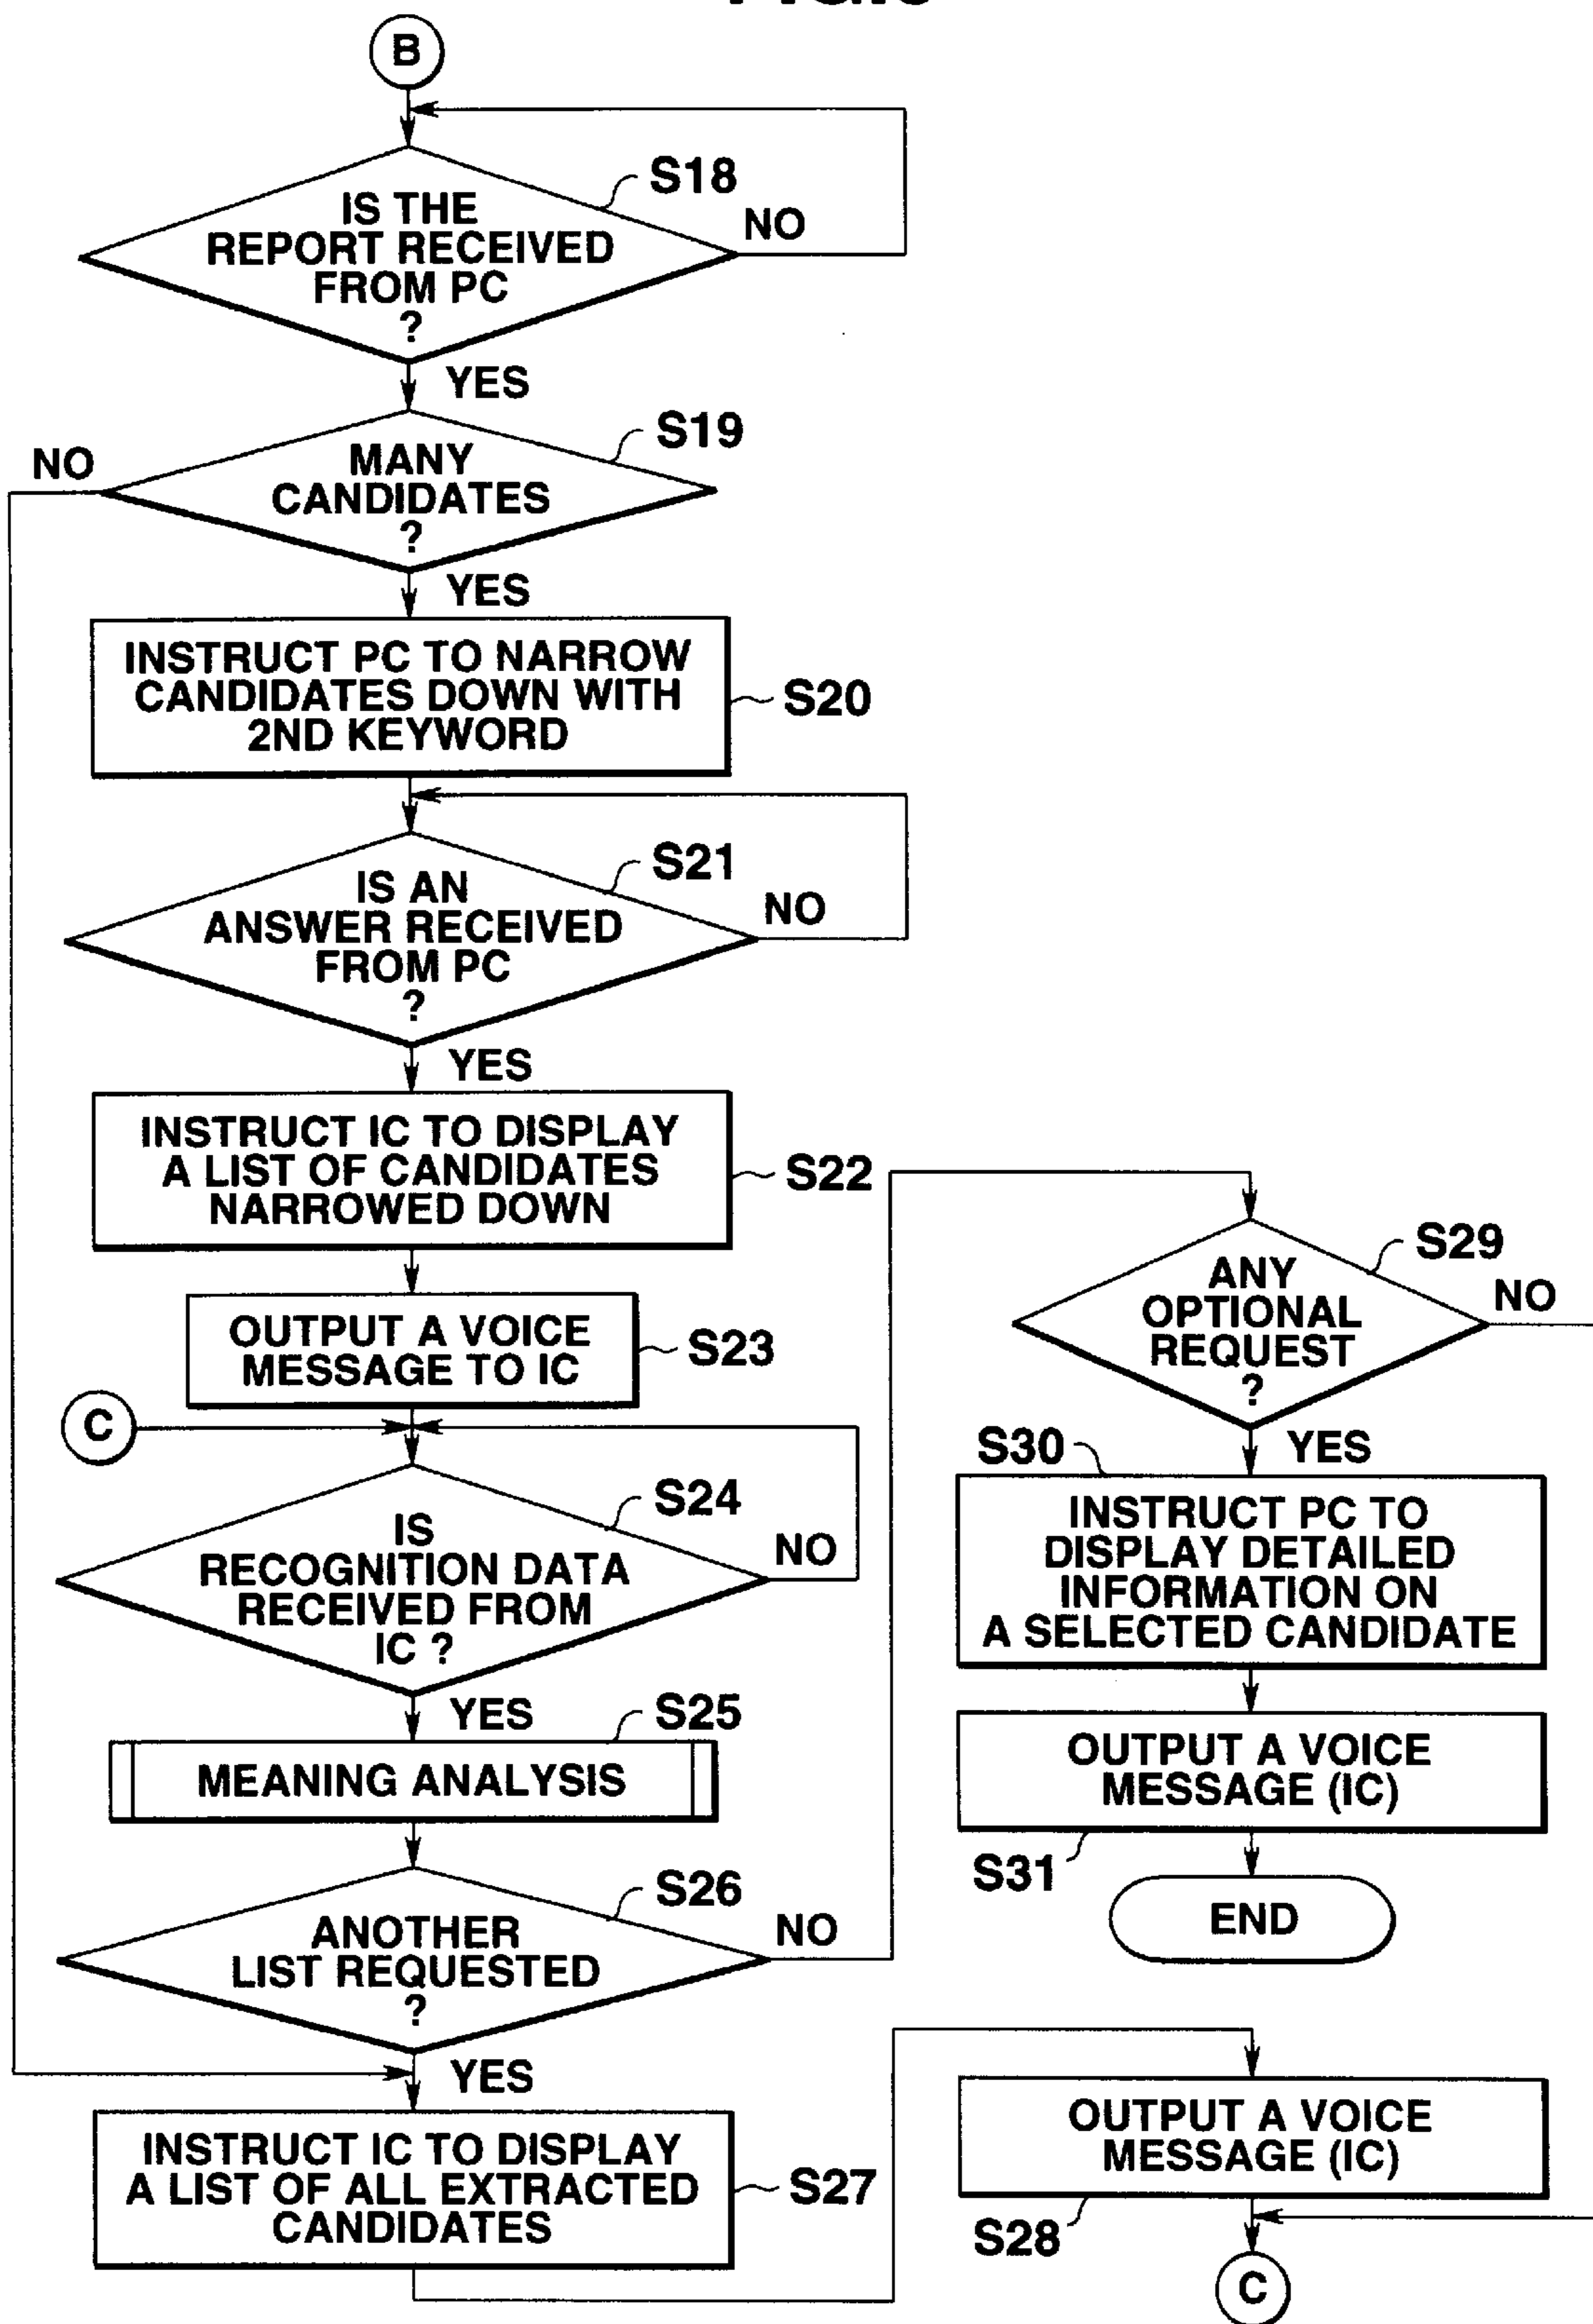 B
S18
IS THE
REPORT RECEIVED
FROM PC
?
NO
YES
S19
NO
MANY
CANDIDATES
?
YES
INSTRUCT PC TO NARROW
CANDIDATES DOWN WITH
2ND KEYWORD
S20
S21
IS AN
ANSWER RECEIVED
FROM PC
?
NO
YES
INSTRUCT IC TO DISPLAY
A LIST OF CANDIDATES
NARROWED DOWN
S22
OUTPUT A VOICE
MESSAGE TO IC
S23
C
S24
IS
RECOGNITION DATA
RECEIVED FROM
IC ?
NO
YES
S25
MEANING ANALYSIS
S26
ANOTHER
LIST REQUESTED
?
NO
YES
INSTRUCT IC TO DISPLAY
A LIST OF ALL EXTRACTED
CANDIDATES
S27
S29
ANY
OPTIONAL
REQUEST
?
NO
YES
S30
INSTRUCT PC TO
DISPLAY DETAILED
INFORMATION ON
A SELECTED CANDIDATE
OUTPUT A VOICE
MESSAGE (IC)
S31
END
OUTPUT A VOICE
MESSAGE (IC)
S28
C